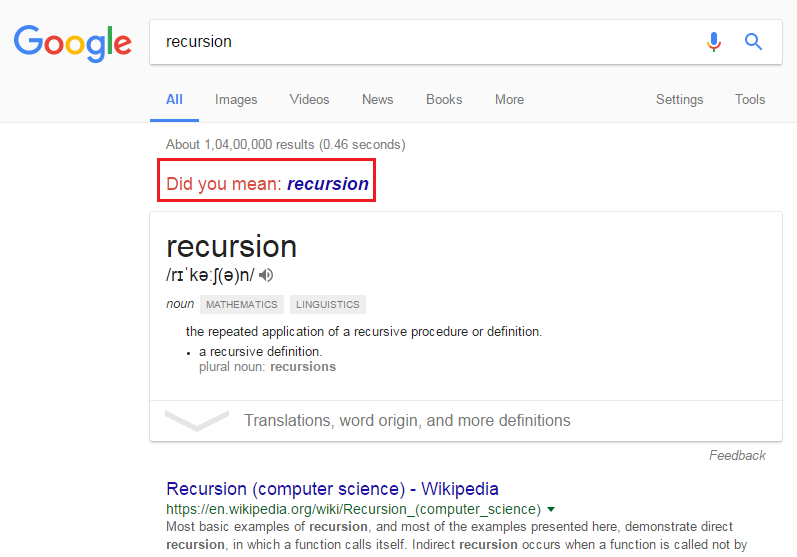 Google
recursion
All Images Videos News Books More Settings Tools
About 1,04,00,000 results (0.46 seconds)
Did you mean: recursion
recursion
/rɪˈkəːʃ(ə)n/
noun MATHEMATICS LINGUISTICS
the repeated application of a recursive procedure or definition.
• a recursive definition.
plural noun: recursions
Translations, word origin, and more definitions
Feedback
Recursion (computer science) - Wikipedia
https://en.wikipedia.org/wiki/Recursion_(computer_science)
Most basic examples of recursion, and most of the examples presented here, demonstrate direct
recursion, in which a function calls itself. Indirect recursion occurs when a function is called not by